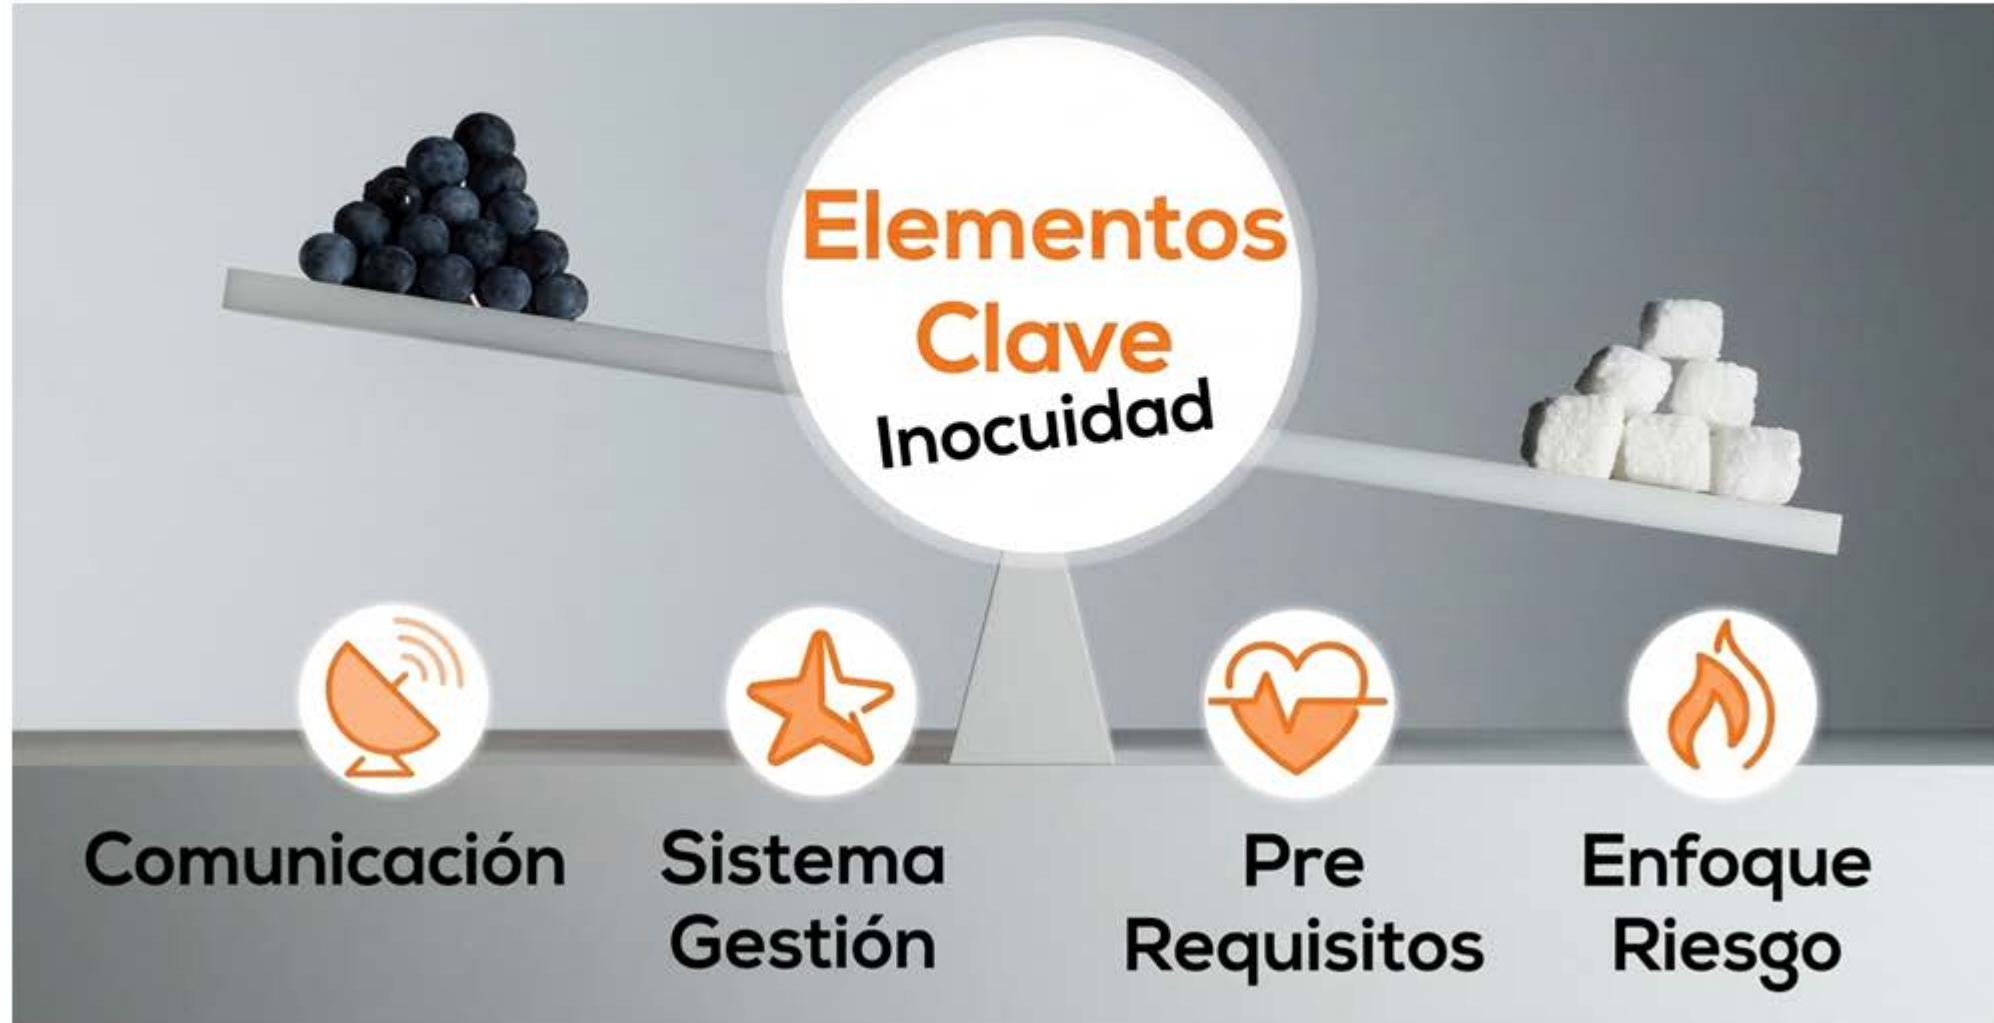 Elementos
Clave
Inocuidad
Comunicación
Sistema
Gestión
Pre
Requisitos
Enfoque
Riesgo